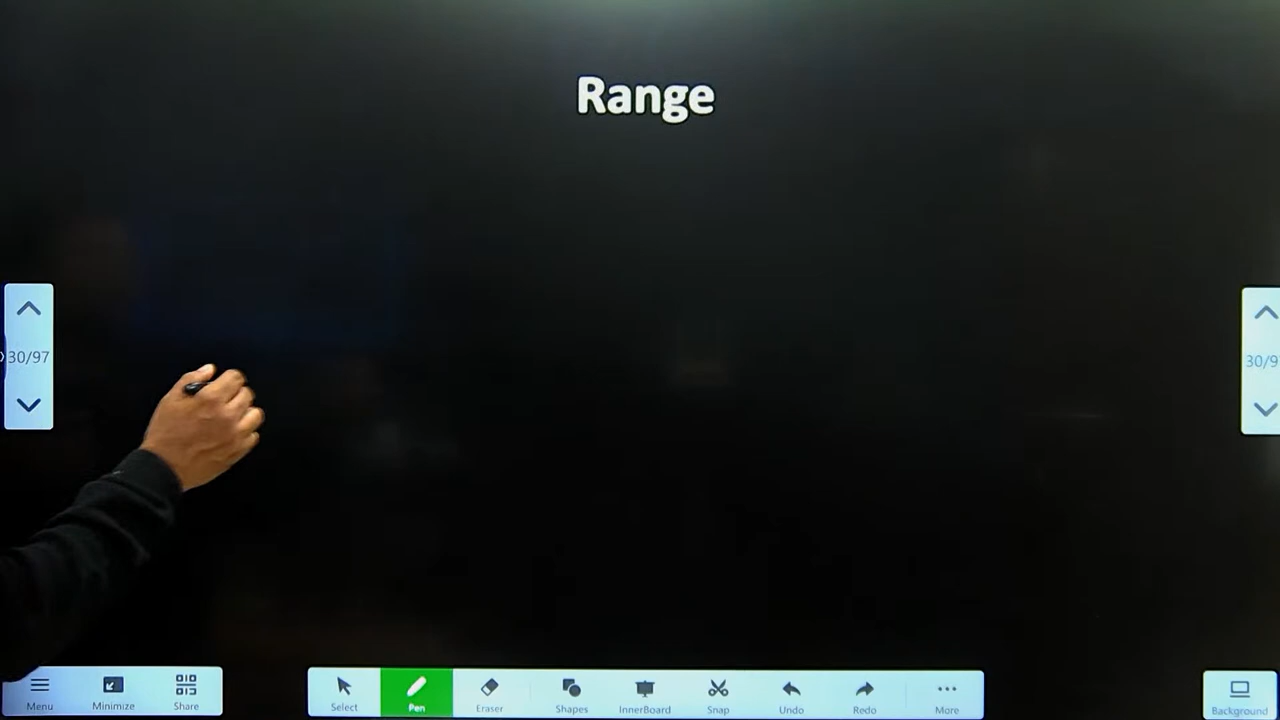 Range
30/97
30/9
Menu
Minimize
Share
Select
Pen
Eraser
Shapes
InnerBoard
Snap
Undo
Redo
More
Background